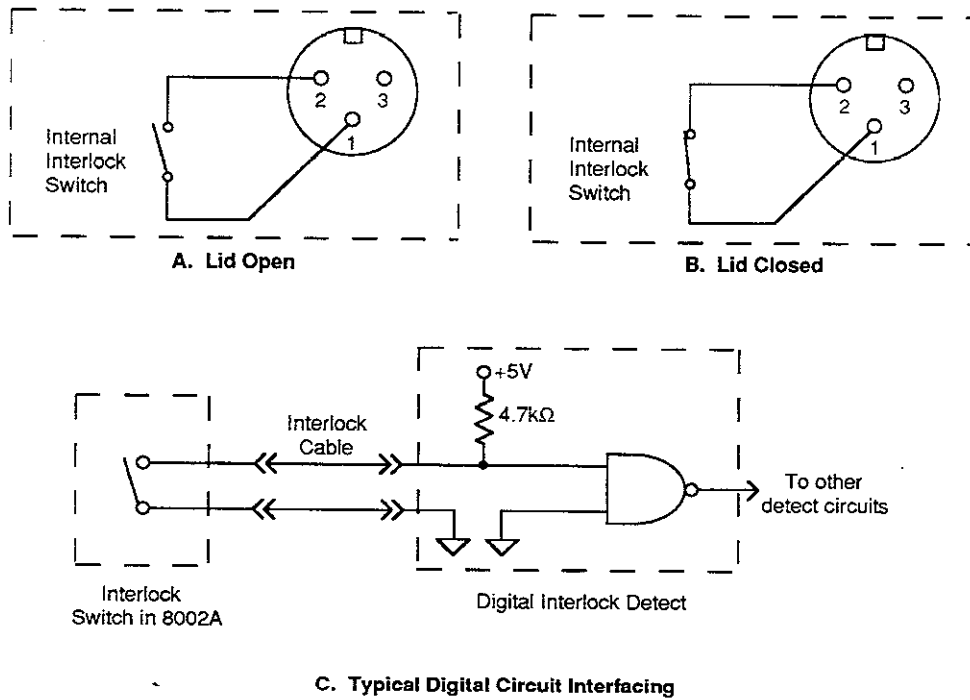 2
3
1
Internal
Interlock
Switch
A. Lid Open
2
3
1
Internal
Interlock
Switch
B. Lid Closed
+5V
4.7kΩ
Interlock
Cable
To other
detect circuits
Interlock
Switch in 8002A
Digital Interlock Detect
C. Typical Digital Circuit Interfacing